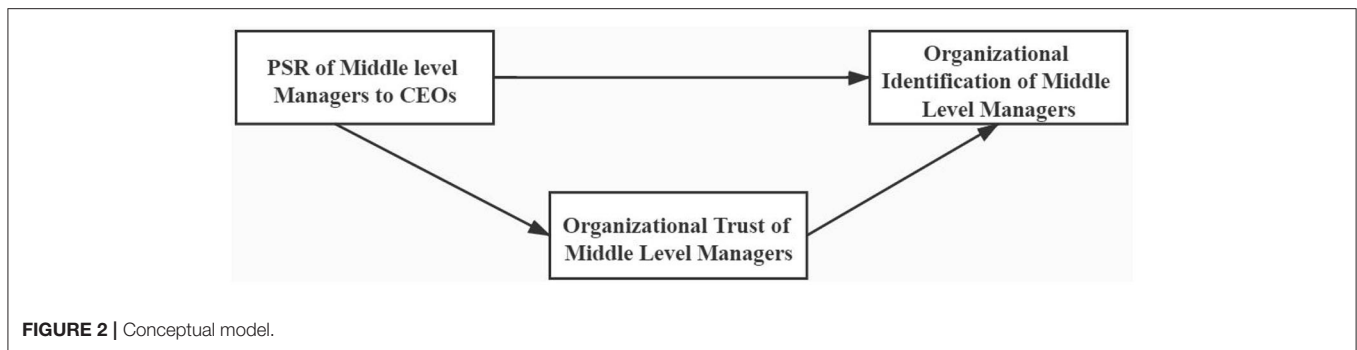 PSR of Middle level
Managers to CEOs
Organizational
Identification of Middle
Level Managers
Organizational Trust of
Middle Level Managers
FIGURE 2 | Conceptual model.